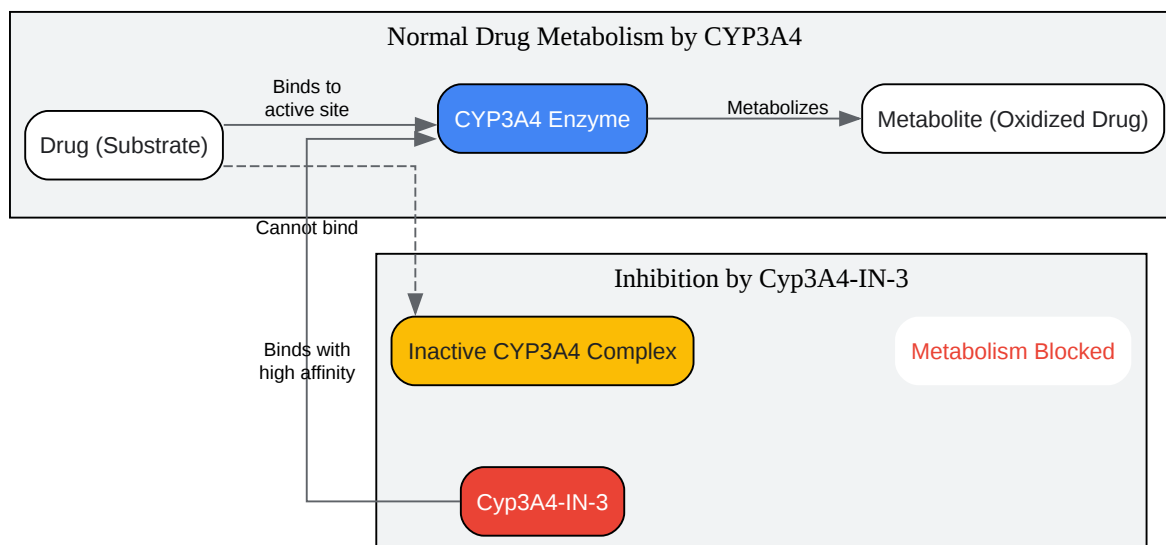 Normal Drug Metabolism by CYP3A4
Binds to
active site
Drug (Substrate)
CYP3A4 Enzyme
Metabolizes
Metabolite (Oxidized Drug)
Cannot bind
Inhibition by Cyp3A4-IN-3
Inactive CYP3A4 Complex
Metabolism Blocked
Binds with
high affinity
Cyp3A4-IN-3